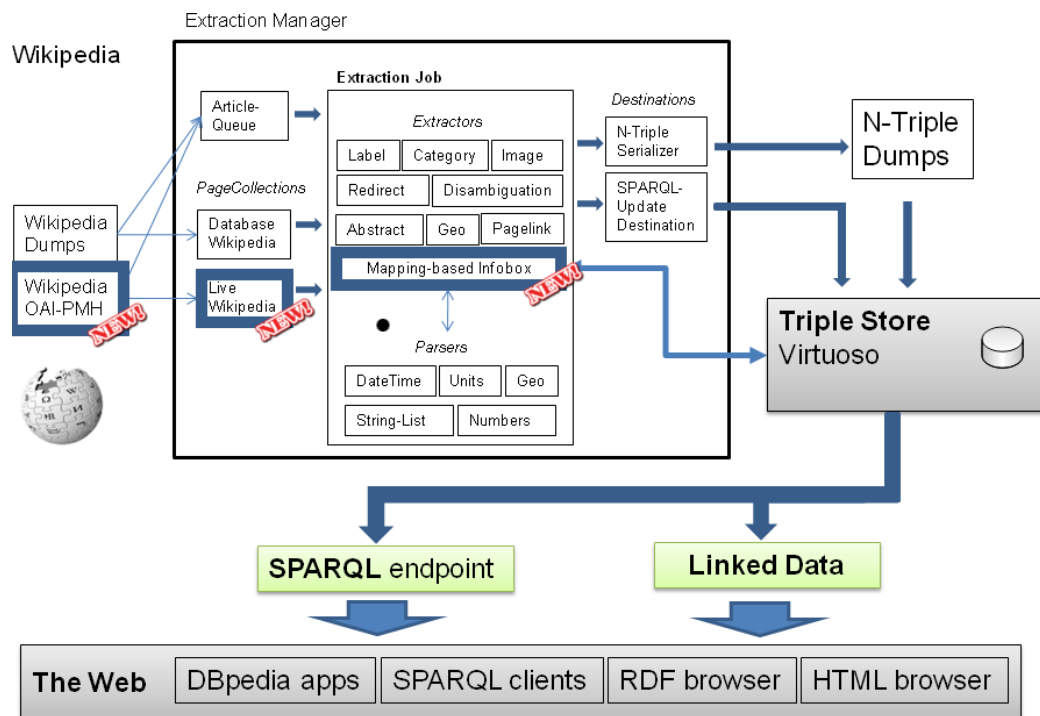 Extraction Manager
Wikipedia
Extraction Job
Article-
Queue
Extractors
Destinations
N-Triple
Serializer
N-Triple
Dumps
Label
Category
Image
Redirect
Disambiguation
PageCollections
SPARQL-
Update
Destination
Wikipedia
Dumps
Database
Wikipedia
Abstract
Geo
Pagelink
Mapping-based Infobox
NEW!
Wikipedia
OAI-PMH
NEW!
Live
Wikipedia
NEW!
Triple Store
Virtuoso
Parsers
DateTime
Units
Geo
String-List
Numbers
SPARQL endpoint
Linked Data
The Web
DBpedia apps
SPARQL clients
RDF browser
HTML browser